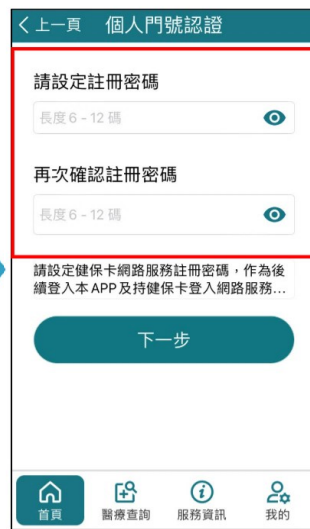 上一頁 個人門號認證
請設定註冊密碼
長度 6 - 12 碼
再次確認註冊密碼
長度 6 - 12 碼
請設定健保卡網路服務註冊密碼，作為後
續登入本 APP 及持健保卡登入網路服務...
下一步
首頁 醫療查詢 服務資訊 我的